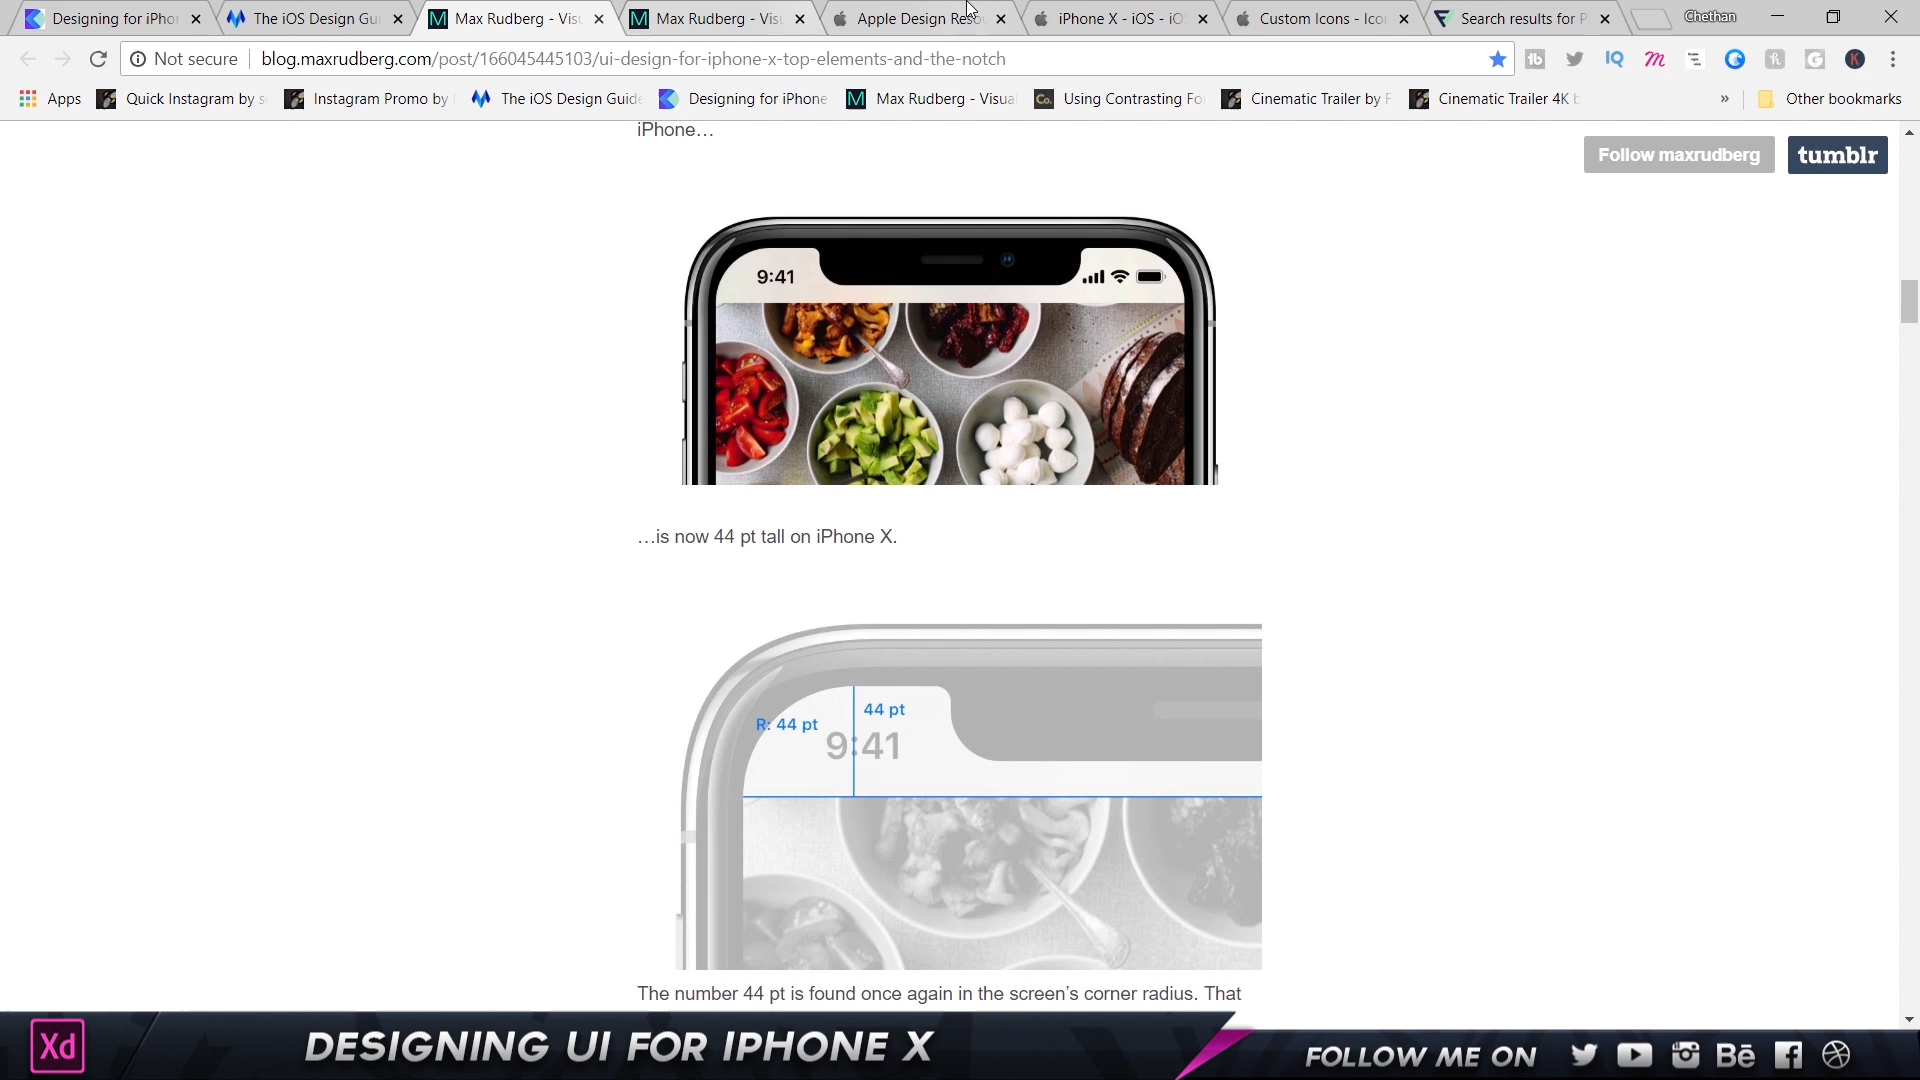 Designing for iPhor
The iOS Design Gui
Max Rudberg - Visu
Max Rudberg - Visu
Apple Design Resou
iPhone X - iOS - iO
Custom Icons - Icon
Search results for P
Chethan
Not secure
blog.maxrudberg.com/post/166045445103/ui-design-for-iphone-x-top-elements-and-the-notch
Apps
Quick Instagram by s
Instagram Promo by
The iOS Design Guide
Designing for iPhone
Max Rudberg - Visual
Using Contrasting Fo
Cinematic Trailer by F
Cinematic Trailer 4K b
»
Other bookmarks
iPhone…
Follow maxrudberg
tumblr
9:41
…is now 44 pt tall on iPhone X.
R: 44 pt
44 pt
9:41
The number 44 pt is found once again in the screen's corner radius. That
Xd
DESIGNING UI FOR IPHONE X
FOLLOW ME ON
Bē